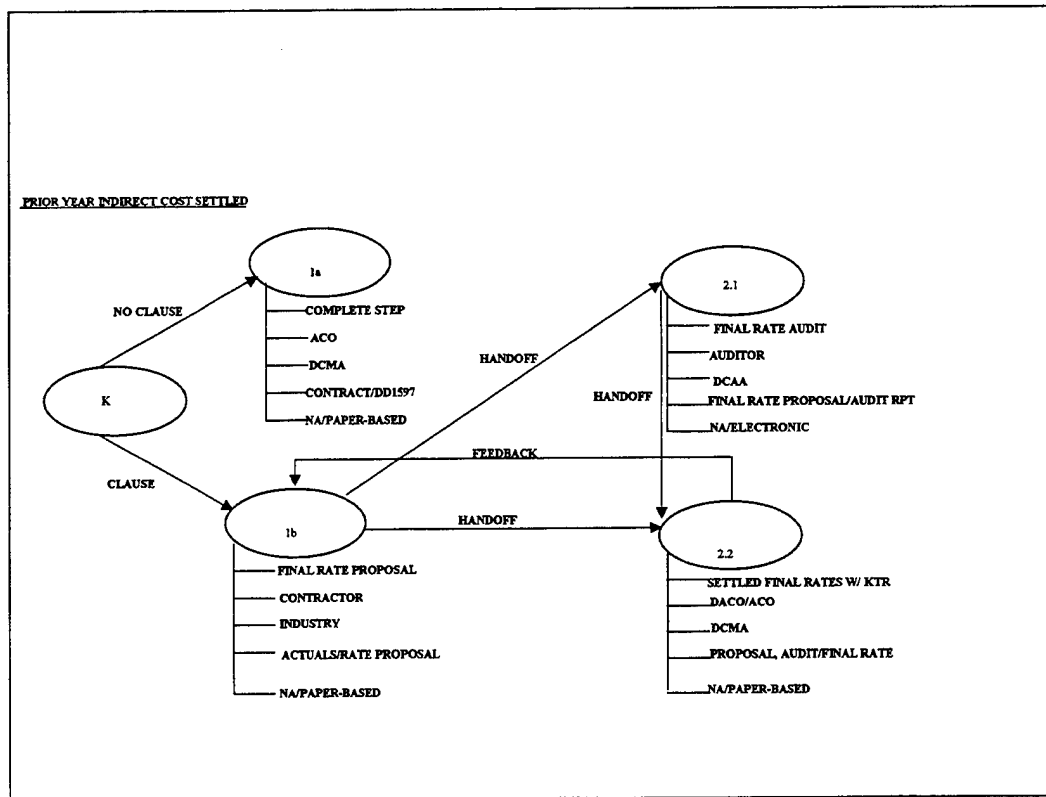 PRIOR YEAR INDIRECT COST SETTLED
1a
NO CLAUSE
COMPLETE STEP
ACO
DCMA
CONTRACT/DD1597
NA/PAPER-BASED
K
CLAUSE
2.1
FINAL RATE AUDIT
AUDITOR
DCAA
FINAL RATE PROPOSAL/AUDIT RPT
NA/ELECTRONIC
HANDOFF
HANDOFF
FEEDBACK
HANDOFF
1b
FINAL RATE PROPOSAL
CONTRACTOR
INDUSTRY
ACTUALS/RATE PROPOSAL
NA/PAPER-BASED
2.2
SETTLED FINAL RATES W/ KTR
DACO/ACO
DCMA
PROPOSAL, AUDIT/FINAL RATE
NA/PAPER-BASED